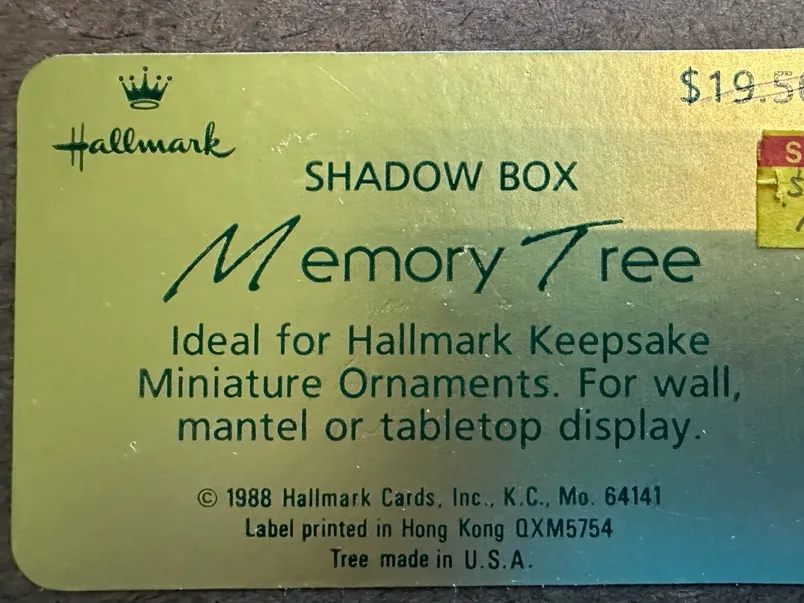 Hallmark
$19.50
SHADOW BOX
Memory Tree
Ideal for Hallmark Keepsake
Miniature Ornaments. For wall,
mantel or tabletop display.
© 1988 Hallmark Cards, Inc., K.C., Mo. 64141
Label printed in Hong Kong QXM5754
Tree made in U.S.A.